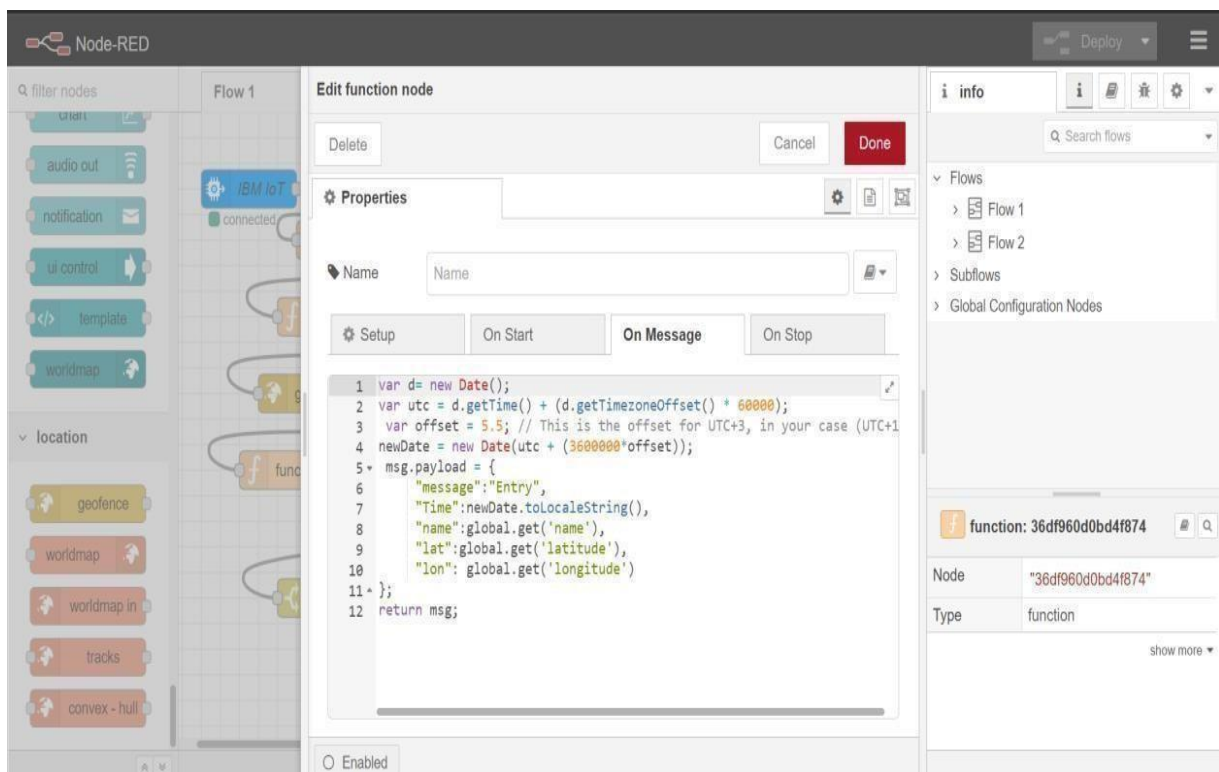 Node-RED
Deploy
filter nodes
chart
audio out
notification
ui control
template
worldmap
location
geofence
worldmap
worldmap in
tracks
convex - hull
Flow 1
IBM IoT
connected
g
func
Edit function node
Delete
Cancel
Done
Properties
Name
Name
Setup
On Start
On Message
On Stop
1 var d= new Date();
2 var utc = d.getTime() + (d.getTimezoneOffset() * 60000);
3 var offset = 5.5; // This is the offset for UTC+3, in your case (UTC+1
4 newDate = new Date(utc + (3600000*offset));
5 msg.payload = {
6 "message":"Entry",
7 "Time":newDate.toLocaleString(),
8 "name":global.get('name'),
9 "lat":global.get('latitude'),
10 "lon": global.get('longitude')
11 };
12 return msg;
Enabled
i info
i
Search flows
Flows
Flow 1
Flow 2
Subflows
Global Configuration Nodes
function: 36df960d0bd4f874
Node "36df960d0bd4f874"
Type function
show more